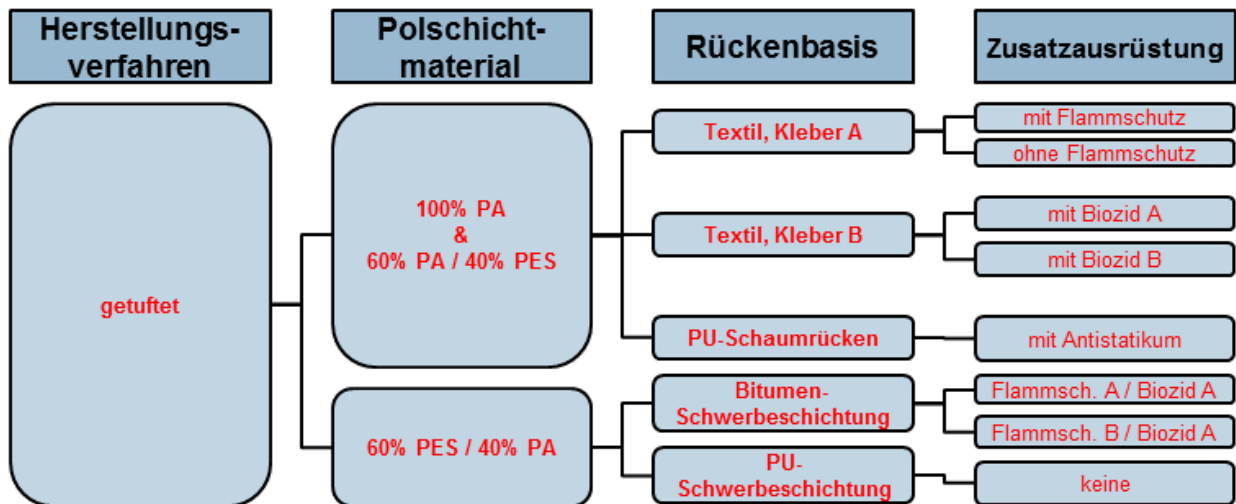 Herstellungs-
verfahren
Polschicht-
material
Rückenbasis
Zusatzausrüstung
getuftet
100% PA
&
60% PA / 40% PES
60% PES / 40% PA
Textil, Kleber A
Textil, Kleber B
PU-Schaumrücken
Bitumen-
Schwerbeschichtung
PU-
Schwerbeschichtung
mit Flammschutz
ohne Flammschutz
mit Biozid A
mit Biozid B
mit Antistatikum
Flammsch. A / Biozid A
Flammsch. B / Biozid A
keine